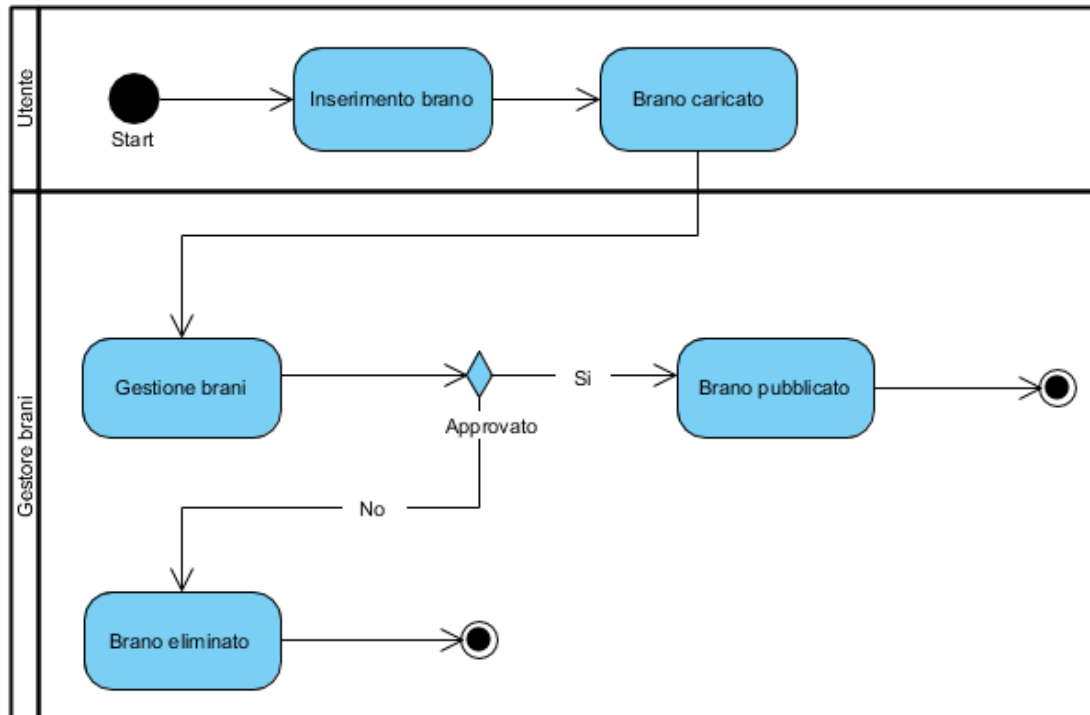 Utente
Start
Inserimento brano
Brano caricato
Gestore brani
Gestione brani
Approvato
Si
Brano pubblicato
No
Brano eliminato